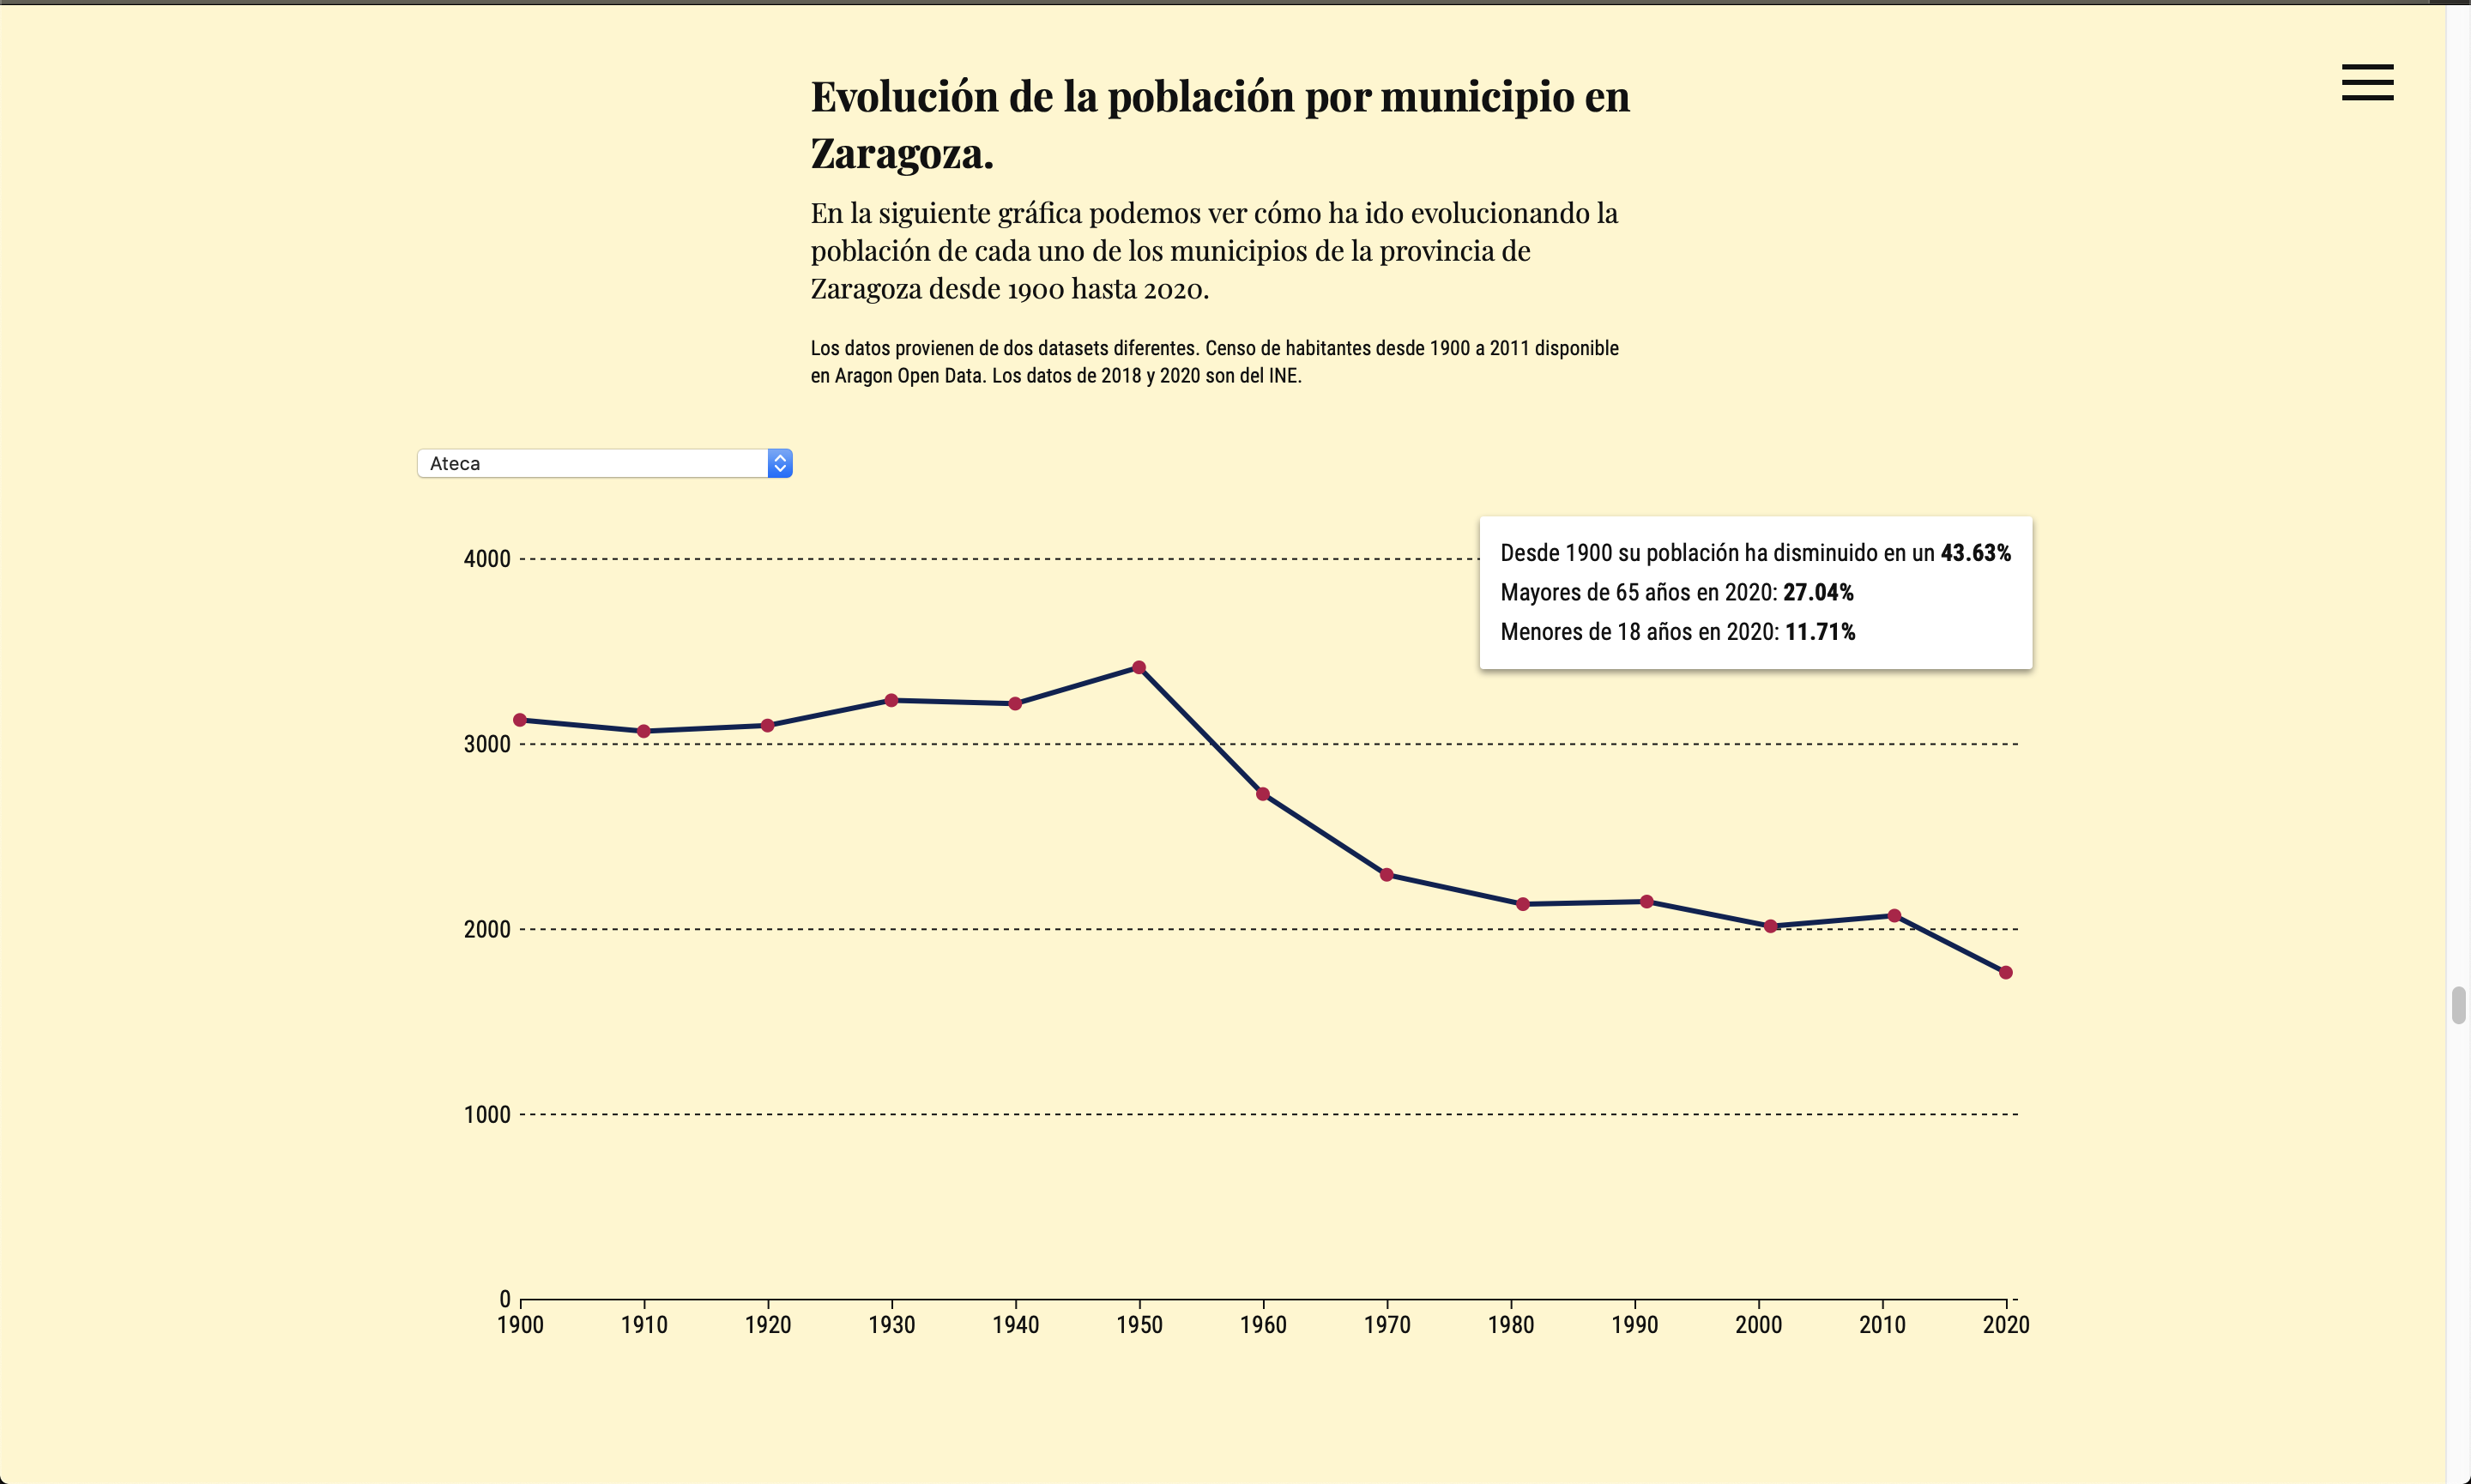 Evolución de la población por municipio en
Zaragoza.
En la siguiente gráfica podemos ver cómo ha ido evolucionando la
población de cada uno de los municipios de la provincia de
Zaragoza desde 1900 hasta 2020.
Los datos provienen de dos datasets diferentes. Censo de habitantes desde 1900 a 2011 disponible
en Aragon Open Data. Los datos de 2018 y 2020 son del INE.
Ateca
Desde 1900 su población ha disminuido en un 43.63%
Mayores de 65 años en 2020: 27.04%
Menores de 18 años en 2020: 11.71%
4000
3000
2000
1000
0
1900 1910 1920 1930 1940 1950 1960 1970 1980 1990 2000 2010 2020